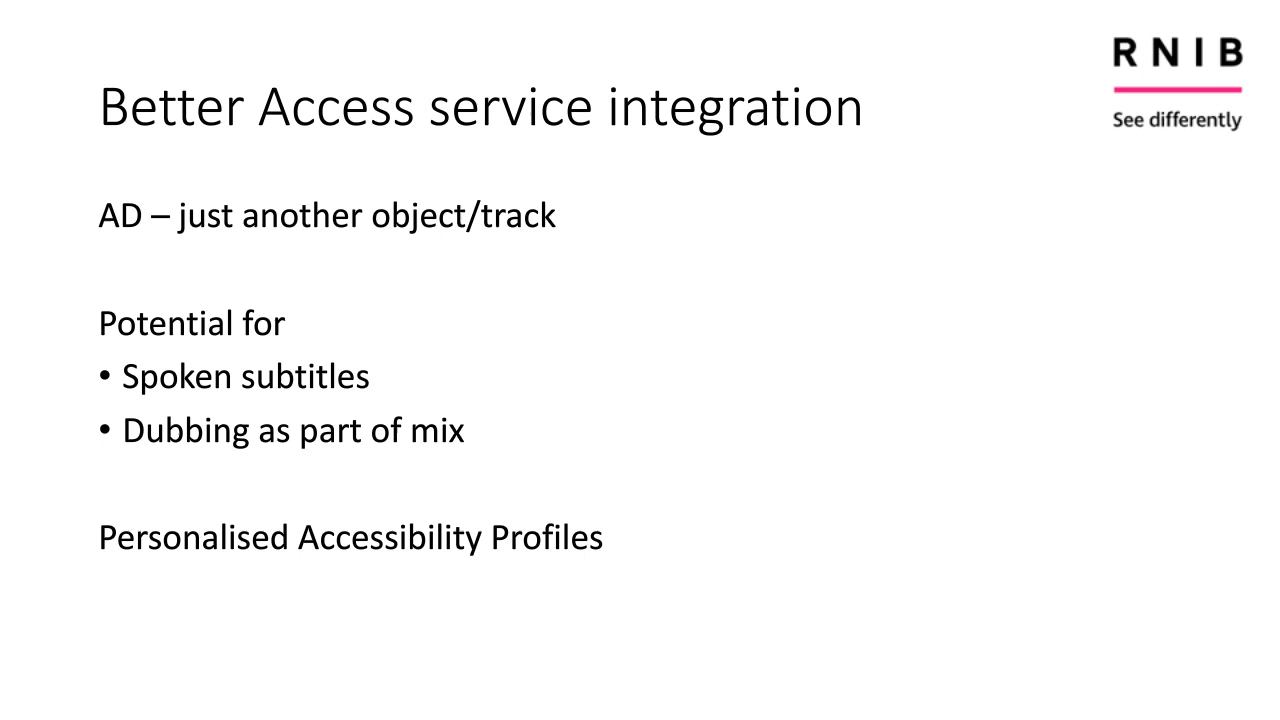 RNIB
See differently
Better Access service integration
AD – just another object/track
Potential for
• Spoken subtitles
• Dubbing as part of mix
Personalised Accessibility Profiles